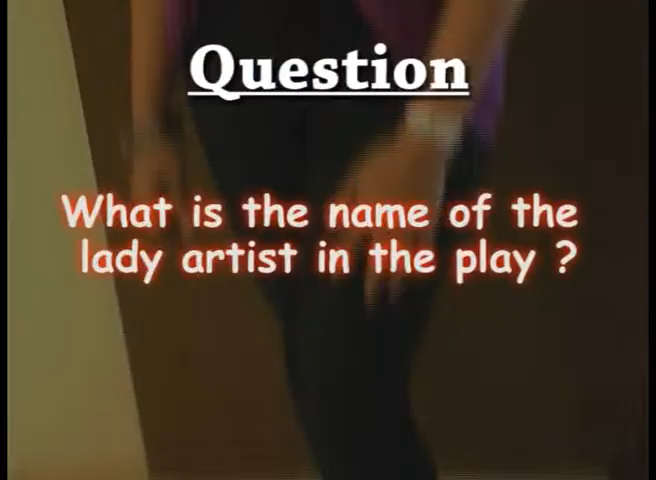 Question
What is the name of the
lady artist in the play ?